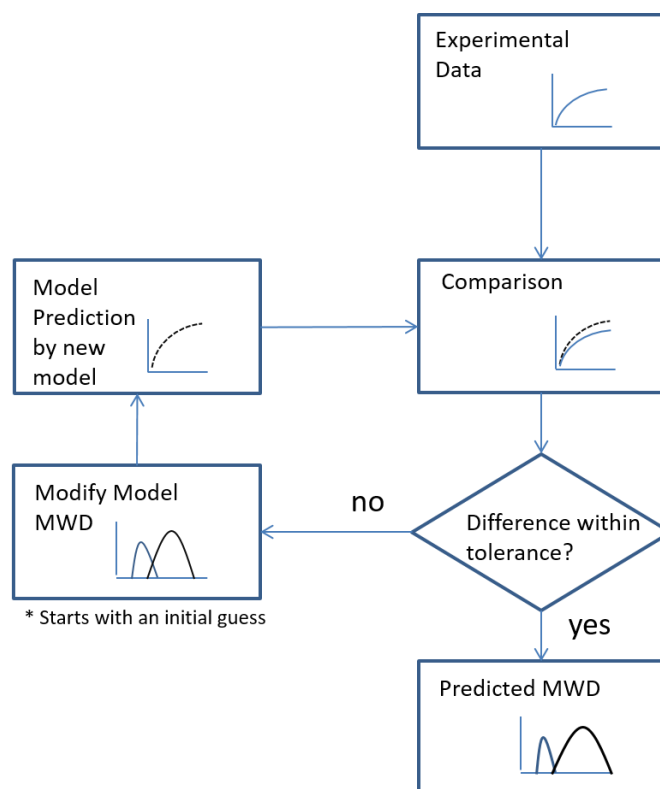 Experimental
Data
Model
Prediction
by new
model
Comparison
Modify Model
MWD
no
Difference within
tolerance?
* Starts with an initial guess
yes
Predicted MWD